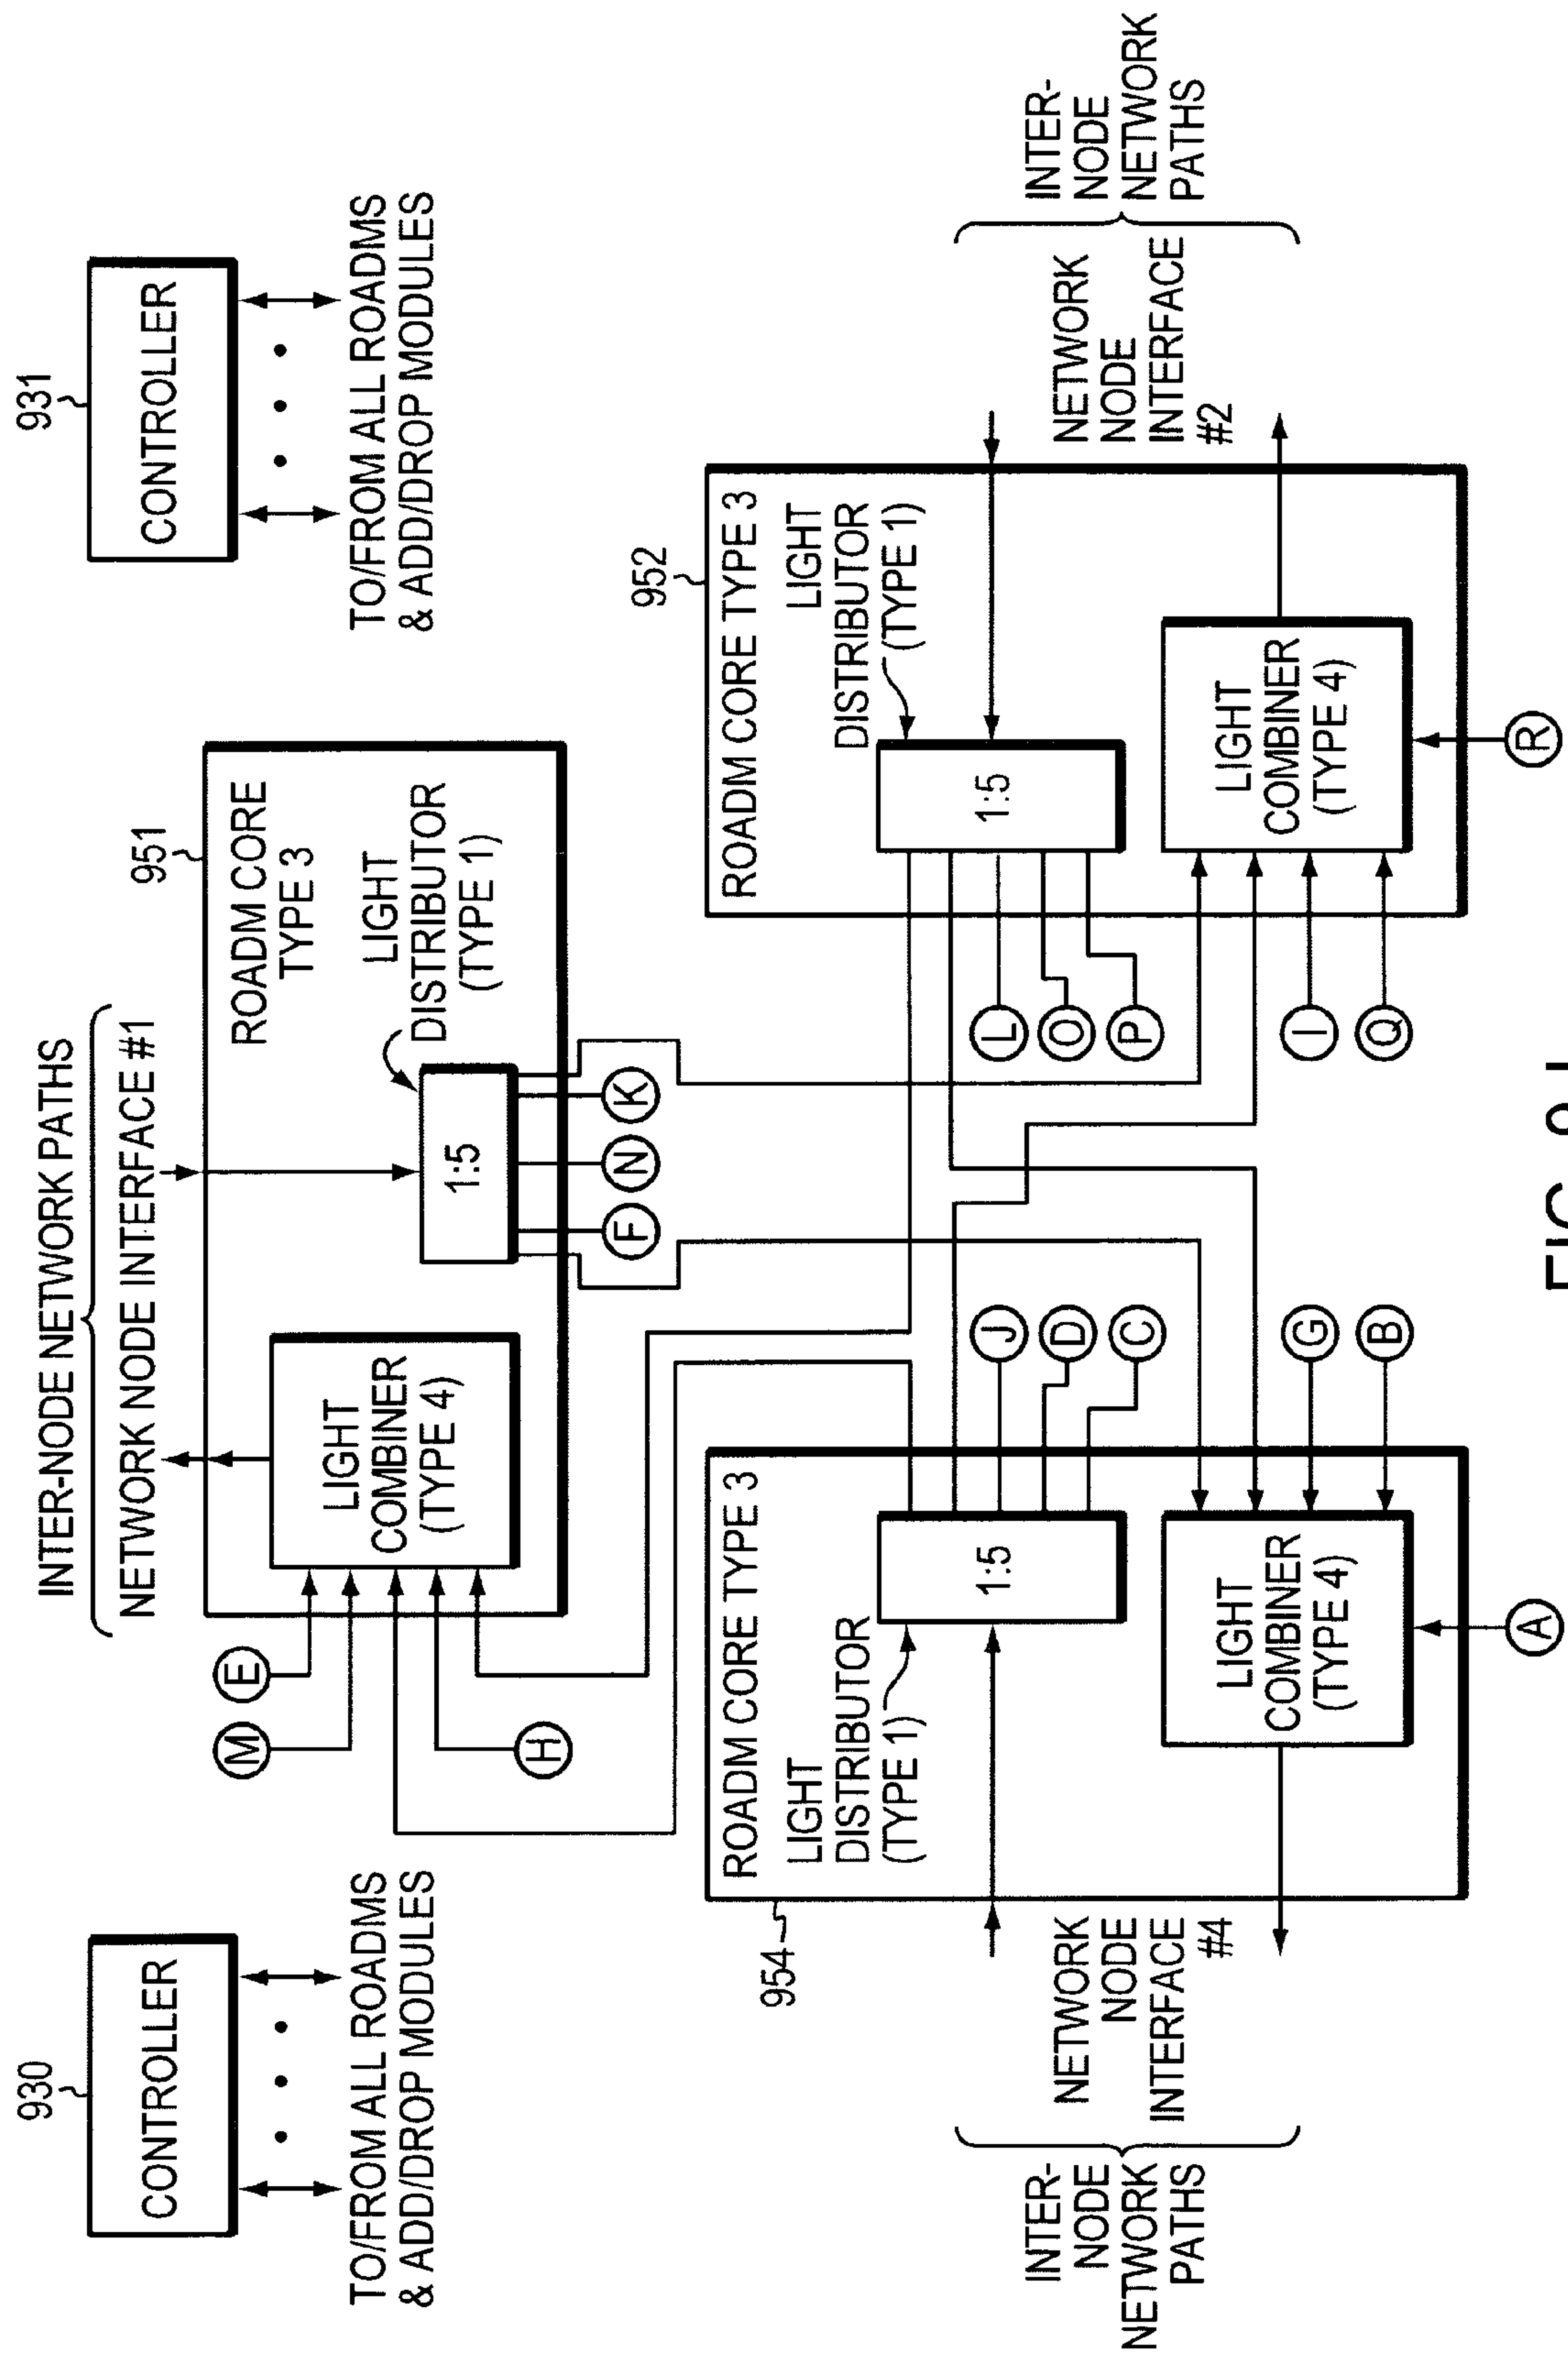 930
CONTROLLER
• • •
TO/FROM ALL ROADMS
& ADD/DROP MODULES
INTER-NODE NETWORK PATHS
NETWORK NODE INTERFACE #1
931
CONTROLLER
• • •
TO/FROM ALL ROADMS
& ADD/DROP MODULES
951
ROADM CORE
TYPE 3
LIGHT
DISTRIBUTOR
(TYPE 1)
LIGHT
COMBINER
(TYPE 4)
1:5
E
M
H
F
N
K
954
ROADM CORE TYPE 3
LIGHT
DISTRIBUTOR
(TYPE 1)
1:5
J
D
C
LIGHT
COMBINER
(TYPE 4)
G
B
A
INTER-
NODE
NETWORK
PATHS
NETWORK
NODE
INTERFACE
#4
952
ROADM CORE TYPE 3
LIGHT
DISTRIBUTOR
(TYPE 1)
1:5
L
O
P
LIGHT
COMBINER
(TYPE 4)
I
Q
R
NETWORK
NODE
INTERFACE
#2
INTER-
NODE
NETWORK
PATHS
FIG.